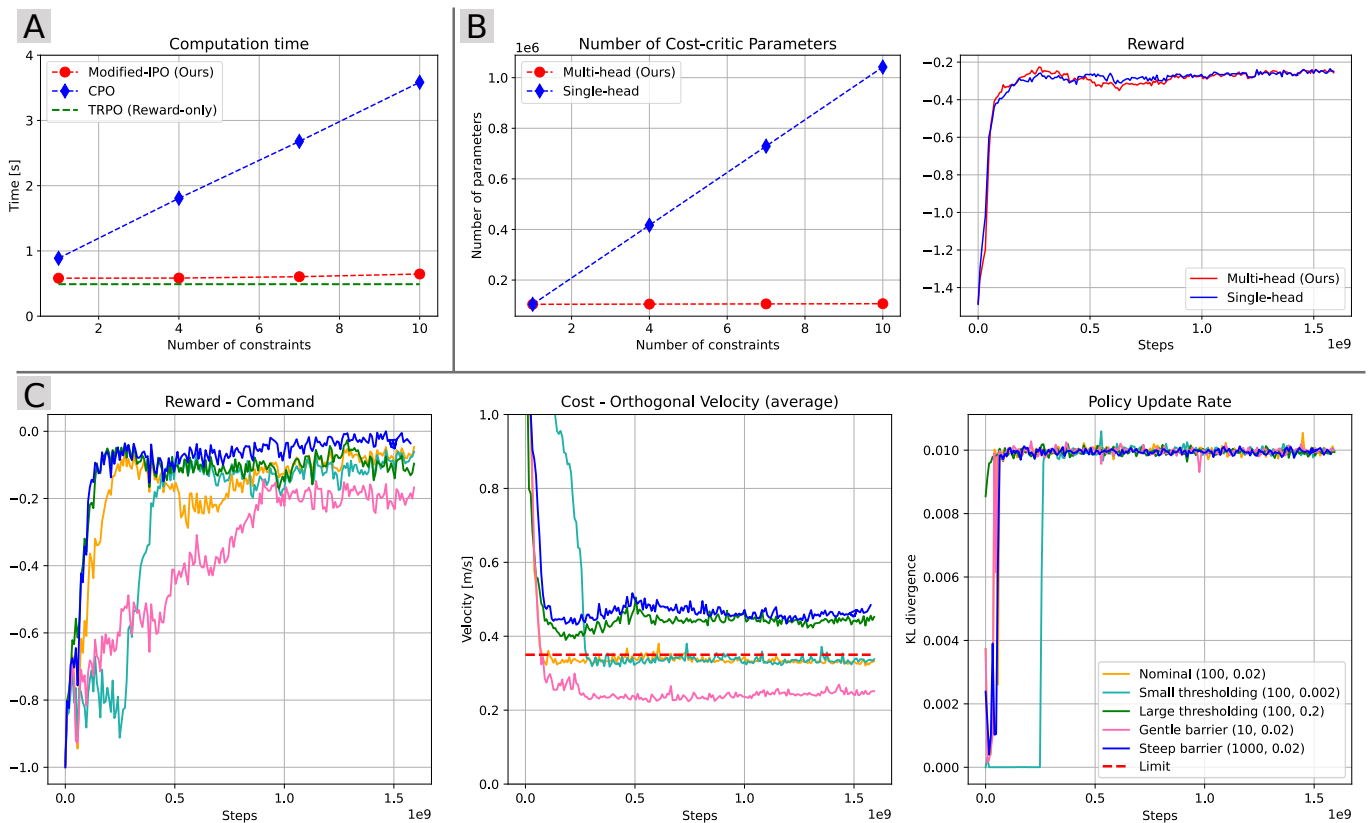 A
Computation time
4
3
2
1
0
Time [s]
Modified-IPO (Ours)
CPO
TRPO (Reward-only)
2
4
6
8
10
Number of constraints
B
Number of Cost-critic Parameters
1e6
1.0
0.8
0.6
0.4
0.2
Number of parameters
Multi-head (Ours)
Single-head
2
4
6
8
10
Number of constraints
Reward
−0.2
−0.4
−0.6
−0.8
−1.0
−1.2
−1.4
Multi-head (Ours)
Single-head
0.0
0.5
1.0
1.5
Steps
1e9
C
Reward - Command
0.0
−0.2
−0.4
−0.6
−0.8
−1.0
0.0
0.5
1.0
1.5
Steps
1e9
Cost - Orthogonal Velocity (average)
1.0
0.8
0.6
0.4
0.2
0.0
Velocity [m/s]
0.0
0.5
1.0
1.5
Steps
1e9
Policy Update Rate
0.010
0.008
0.006
0.004
0.002
0.000
KL divergence
Nominal (100, 0.02)
Small thresholding (100, 0.002)
Large thresholding (100, 0.2)
Gentle barrier (10, 0.02)
Steep barrier (1000, 0.02)
Limit
0.0
0.5
1.0
1.5
Steps
1e9